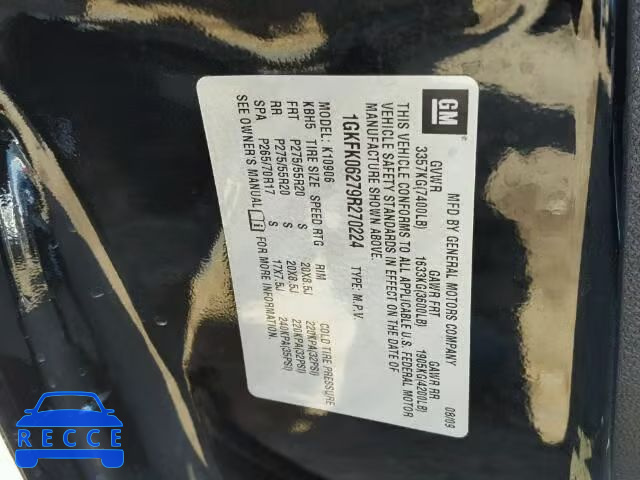 GM
MFD BY GENERAL MOTORS COMPANY 08/09
GVWR GAWR FRT GAWR RR
3357KG(7400LB) 1633KG(3600LB) 1905KG(4200LB)
THIS VEHICLE CONFORMS TO ALL APPLICABLE U.S. FEDERAL MOTOR
VEHICLE SAFETY STANDARDS IN EFFECT ON THE DATE OF
MANUFACTURE SHOWN ABOVE.
1GKFK06279R270224 TYPE: M.P.V.
MODEL: K10906
KBH5 TIRE SIZE SPEED RTG RIM COLD TIRE PRESSURE
FRT P275/55R20 S 20X8.5J 220KPA(32PSI)
RR P275/55R20 S 20X8.5J 220KPA(32PSI)
SPA P265/70R17 S 17X7.5J 240KPA(35PSI)
SEE OWNER'S MANUAL FOR MORE INFORMATION.
RECCE